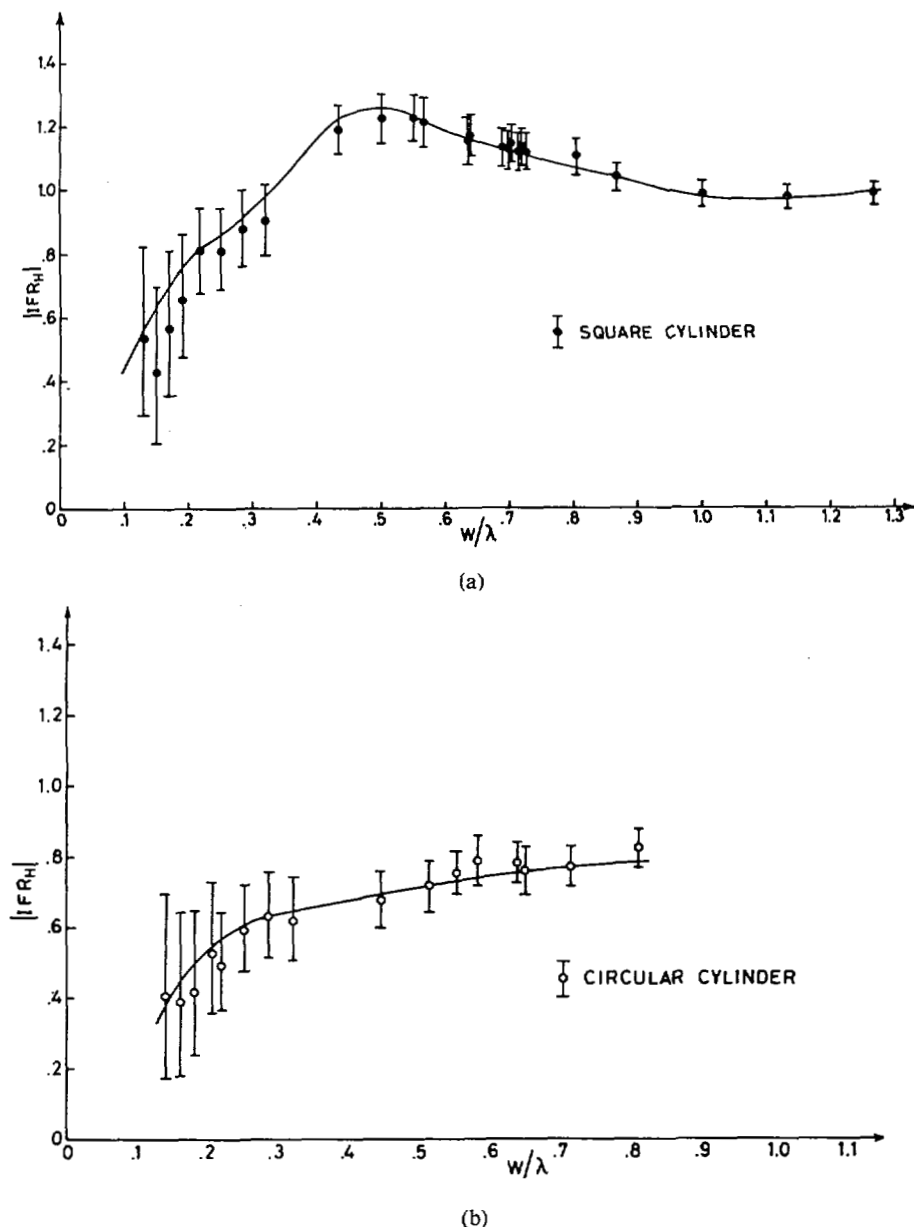 1.4
1.2
1.0
.8
.6
.4
.2
0
|IFRH|
0 .1 .2 .3 .4 .5 .6 .7 .8 .9 1.0 1.1 1.2 1.3
W/λ
SQUARE CYLINDER
(a)
1.4
1.2
1.0
.8
.6
.4
.2
0
|IFRH|
0 .1 .2 .3 .4 .5 .6 .7 .8 .9 1.0 1.1
W/λ
CIRCULAR CYLINDER
(b)